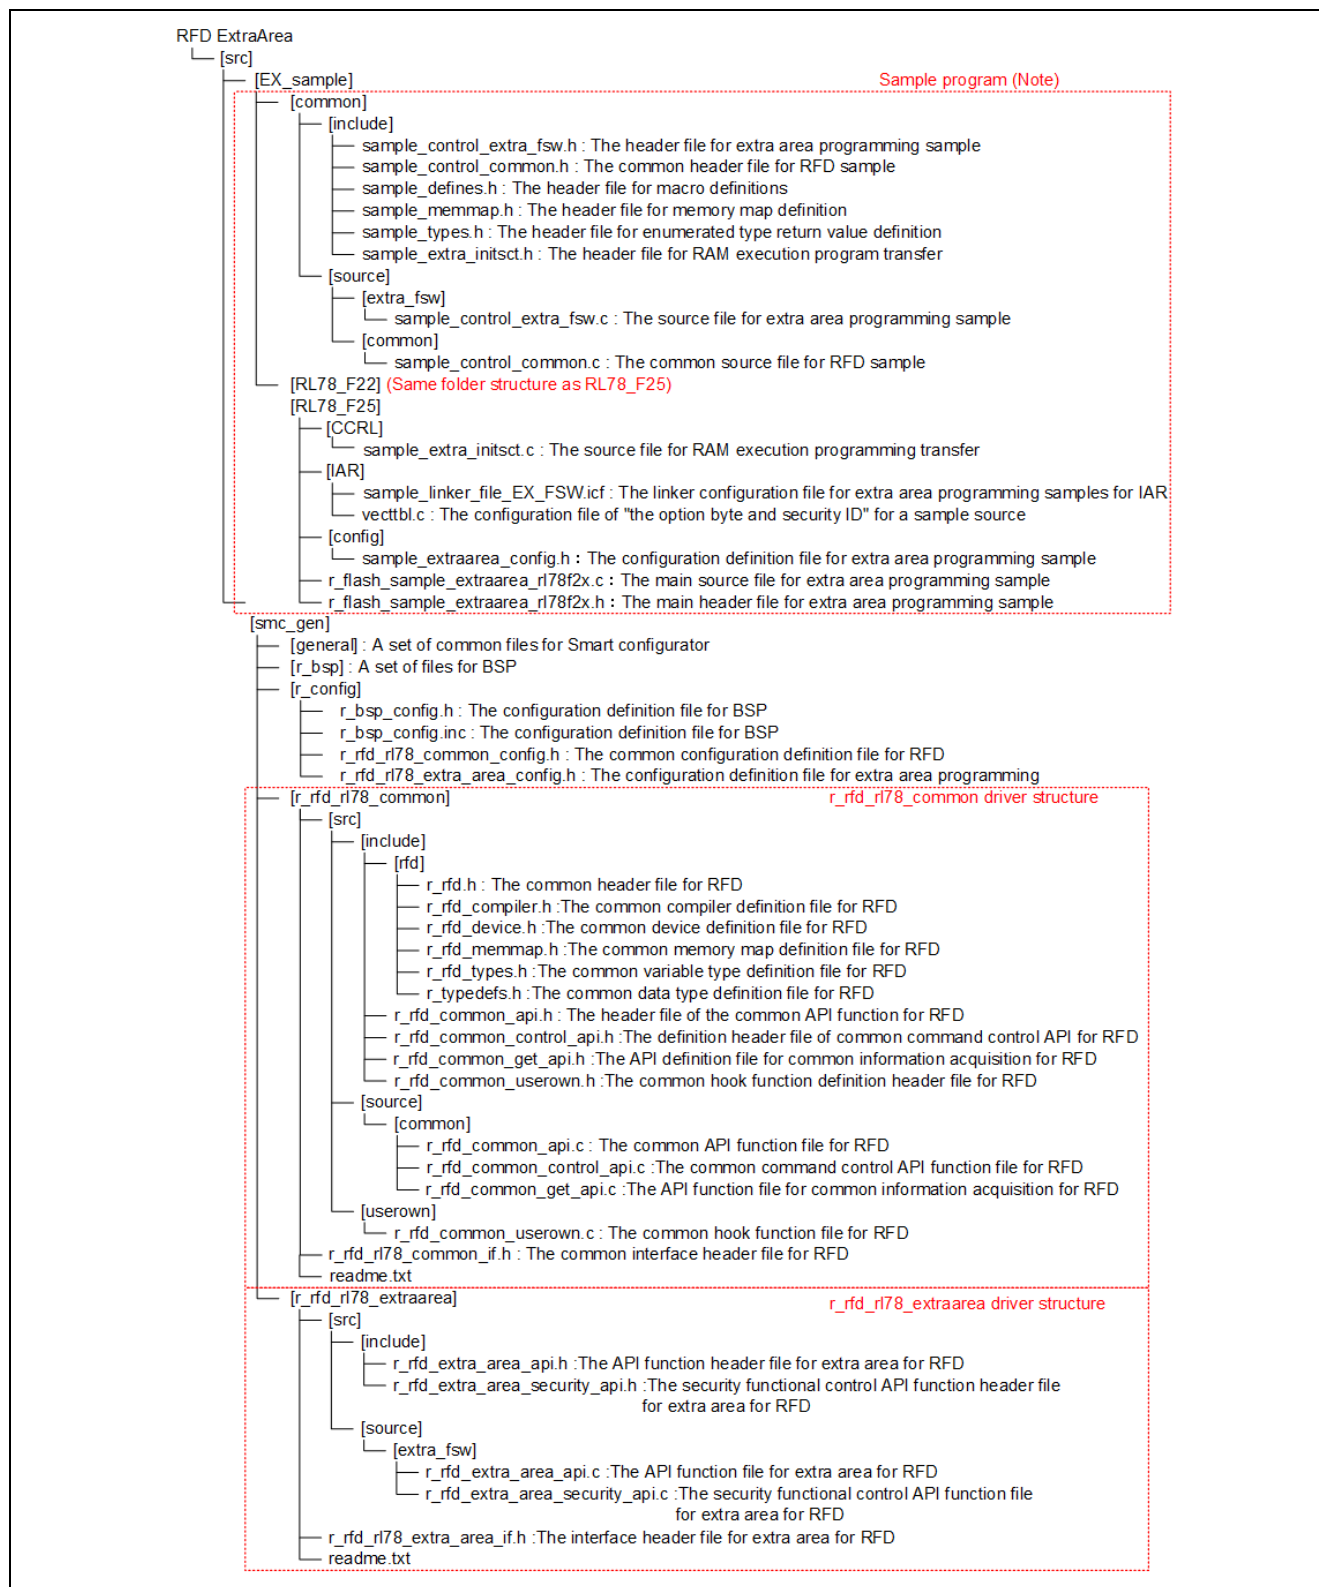 RFD ExtraArea
[src]
[EX_sample]
Sample program (Note)
[common]
[include]
sample_control_extra_fsw.h : The header file for extra area programming sample
sample_control_common.h : The common header file for RFD sample
sample_defines.h : The header file for macro definitions
sample_memmap.h : The header file for memory map definition
sample_types.h : The header file for enumerated type return value definition
sample_extra_initsct.h : The header file for RAM execution program transfer
[source]
[extra_fsw]
sample_control_extra_fsw.c : The source file for extra area programming sample
[common]
sample_control_common.c : The common source file for RFD sample
[RL78_F22] (Same folder structure as RL78_F25)
[RL78_F25]
[CCRL]
sample_extra_initsct.c : The source file for RAM execution programming transfer
[IAR]
sample_linker_file_EX_FSW.icf : The linker configuration file for extra area programming samples for IAR
vecttbl.c : The configuration file of "the option byte and security ID" for a sample source
[config]
sample_extraarea_config.h : The configuration definition file for extra area programming sample
r_flash_sample_extraarea_rl78f2x.c : The main source file for extra area programming sample
r_flash_sample_extraarea_rl78f2x.h : The main header file for extra area programming sample
[smc_gen]
[general] : A set of common files for Smart configurator
[r_bsp] : A set of files for BSP
[r_config]
r_bsp_config.h : The configuration definition file for BSP
r_bsp_config.inc : The configuration definition file for BSP
r_rfd_rl78_common_config.h : The common configuration definition file for RFD
r_rfd_rl78_extra_area_config.h : The configuration definition file for extra area programming
[r_rfd_rl78_common]
r_rfd_rl78_common driver structure
[src]
[include]
[rfd]
r_rfd.h : The common header file for RFD
r_rfd_compiler.h :The common compiler definition file for RFD
r_rfd_device.h :The common device definition file for RFD
r_rfd_memmap.h :The common memory map definition file for RFD
r_rfd_types.h :The common variable type definition file for RFD
r_typedefs.h :The common data type definition file for RFD
r_rfd_common_api.h : The header file of the common API function for RFD
r_rfd_common_control_api.h :The definition header file of common command control API for RFD
r_rfd_common_get_api.h :The API definition file for common information acquisition for RFD
r_rfd_common_userown.h :The common hook function definition header file for RFD
[source]
[common]
r_rfd_common_api.c : The common API function file for RFD
r_rfd_common_control_api.c :The common command control API function file for RFD
r_rfd_common_get_api.c :The API function file for common information acquisition for RFD
[userown]
r_rfd_common_userown.c : The common hook function file for RFD
r_rfd_rl78_common_if.h : The common interface header file for RFD
readme.txt
[r_rfd_rl78_extraarea]
r_rfd_rl78_extraarea driver structure
[src]
[include]
r_rfd_extra_area_api.h :The API function header file for extra area for RFD
r_rfd_extra_area_security_api.h :The security functional control API function header file
for extra area for RFD
[source]
[extra_fsw]
r_rfd_extra_area_api.c :The API function file for extra area for RFD
r_rfd_extra_area_security_api.c :The security functional control API function file
for extra area for RFD
r_rfd_rl78_extra_area_if.h :The interface header file for extra area for RFD
readme.txt